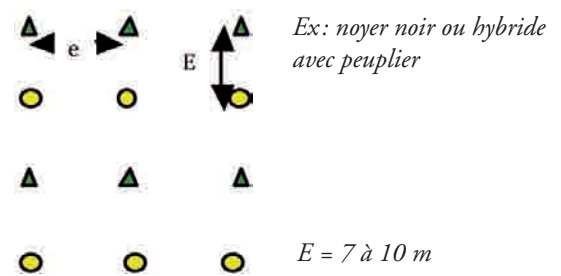 Ex : noyer noir ou hybride
avec peuplier
e
E
E = 7 à 10 m